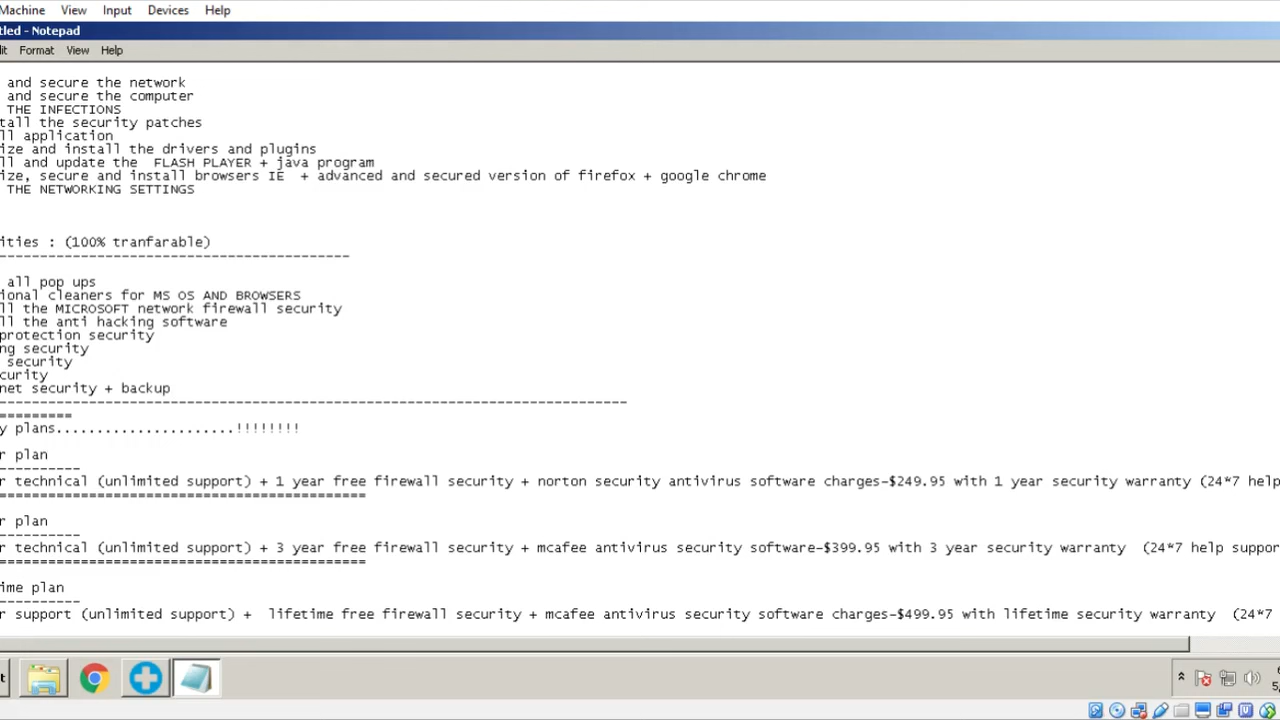 Machine View Input Devices Help
tled - Notepad
it Format View Help
and secure the network
and secure the computer
THE INFECTIONS
tall the security patches
ll application
ize and install the drivers and plugins
ll and update the  FLASH PLAYER + java program
ize, secure and install browsers IE  + advanced and secured version of firefox + google chrome
THE NETWORKING SETTINGS
ities : (100% tranfarable)
-------------------------------------------
all pop ups
ional cleaners for MS OS AND BROWSERS
ll the MICROSOFT network firewall security
ll the anti hacking software
protection security
ng security
security
curity
net security + backup
-----------------------------------------------------------------------------
=========
y plans......................!!!!!!!!
r plan
----------
r technical (unlimited support) + 1 year free firewall security + norton security antivirus software charges-$249.95 with 1 year security warranty (24*7 help
=============================================
r plan
----------
r technical (unlimited support) + 3 year free firewall security + mcafee antivirus security software-$399.95 with 3 year security warranty  (24*7 help suppor
=============================================
ime plan
----------
r support (unlimited support) +  lifetime free firewall security + mcafee antivirus security software charges-$499.95 with lifetime security warranty  (24*7
t